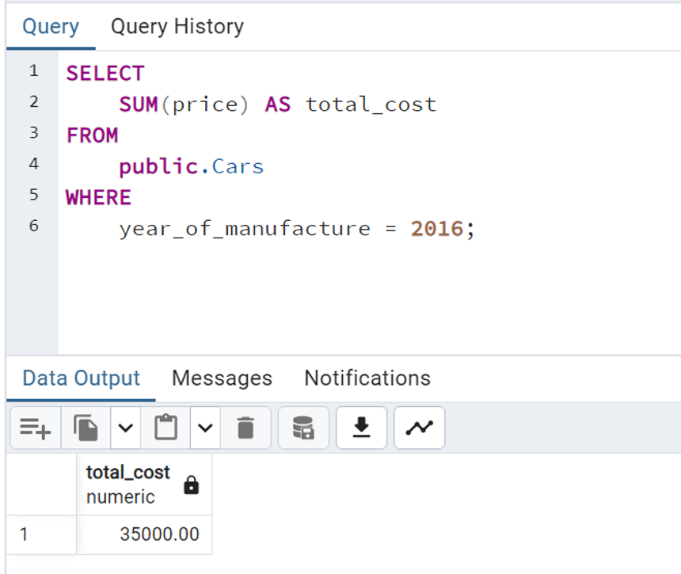 Query Query History
1 SELECT
2 SUM(price) AS total_cost
3 FROM
4 public.Cars
5 WHERE
6 year_of_manufacture = 2016;
Data Output Messages Notifications
total_cost
numeric
1 35000.00